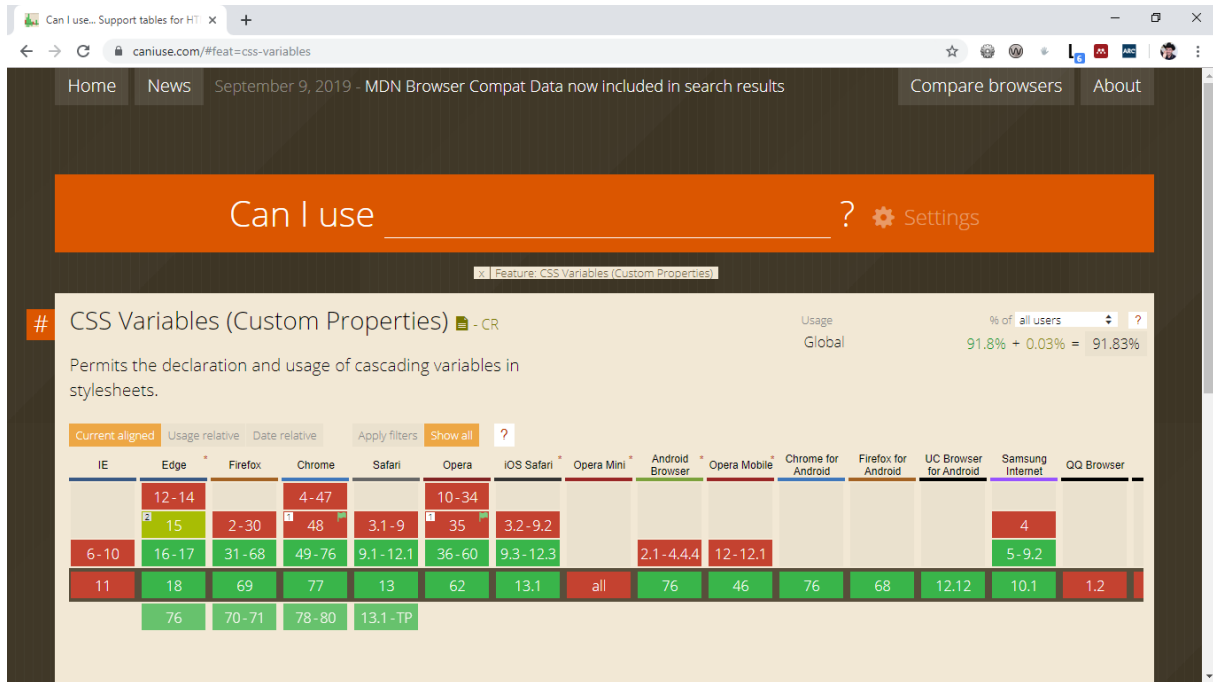 Can I use... Support tables for HT
caniuse.com/#feat=css-variables
6 ARC
Home News September 9, 2019 - MDN Browser Compat Data now included in search results Compare browsers About
Can I use ? Settings
x Feature: CSS Variables (Custom Properties)
# CSS Variables (Custom Properties) - CR
Usage % of all users ?
Global 91.8% + 0.03% = 91.83%
Permits the declaration and usage of cascading variables in
stylesheets.
Current aligned Usage relative Date relative Apply filters Show all ?
IE Edge * Firefox Chrome Safari Opera iOS Safari * Opera Mini * Android Browser * Opera Mobile * Chrome for Android Firefox for Android UC Browser for Android Samsung Internet QQ Browser
12-14 4-47 10-34
2 15 2-30 1 48 3.1-9 1 35 3.2-9.2 4
6-10 16-17 31-68 49-76 9.1-12.1 36-60 9.3-12.3 2.1-4.4.4 12-12.1 5-9.2
11 18 69 77 13 62 13.1 all 76 46 76 68 12.12 10.1 1.2
76 70-71 78-80 13.1-TP